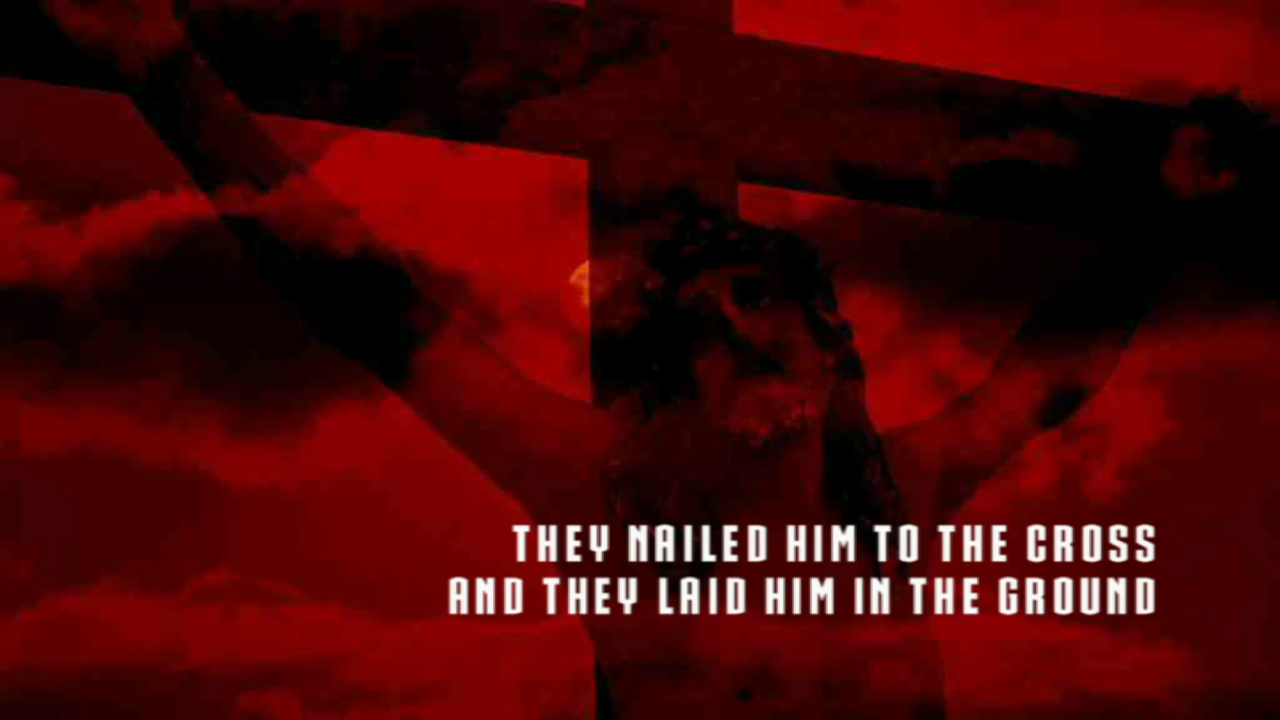 THEY NAILED HIM TO THE CROSS
AND THEY LAID HIM IN THE GROUND